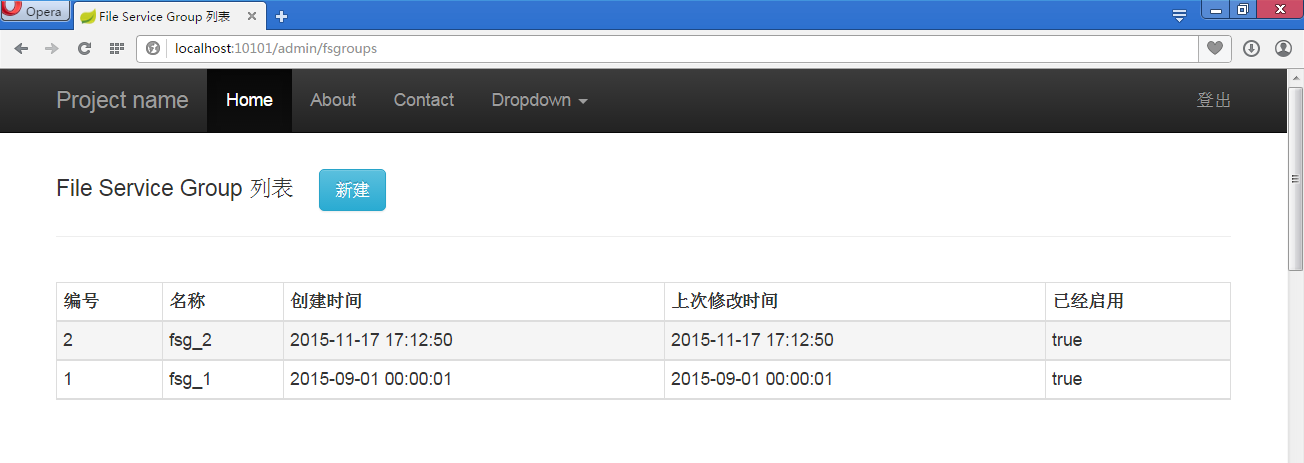 Opera File Service Group 列表
localhost:10101/admin/fsgroups
Project name Home About Contact Dropdown 登出
File Service Group 列表 新建
编号 名称 创建时间 上次修改时间 已经启用
2 fsg_2 2015-11-17 17:12:50 2015-11-17 17:12:50 true
1 fsg_1 2015-09-01 00:00:01 2015-09-01 00:00:01 true